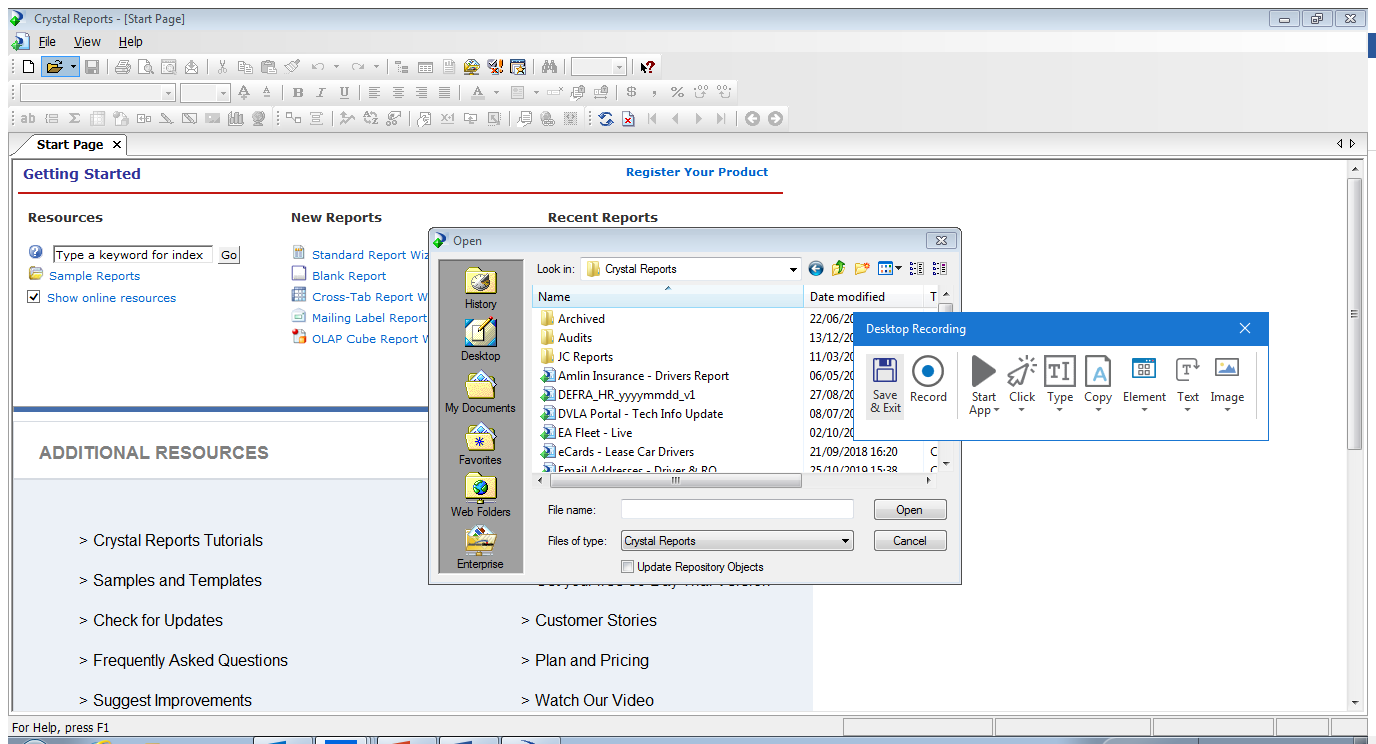 Crystal Reports - [Start Page]
File View Help
Start Page
Getting Started
Register Your Product
Resources
New Reports
Recent Reports
Type a keyword for index Go
Sample Reports
Show online resources
Standard Report Wiz
Blank Report
Cross-Tab Report W
Mailing Label Report
OLAP Cube Report W
ADDITIONAL RESOURCES
> Crystal Reports Tutorials
> Samples and Templates
> Check for Updates
> Frequently Asked Questions
> Suggest Improvements
> Customer Stories
> Plan and Pricing
> Watch Our Video
Open
Look in: Crystal Reports
History
Desktop
My Documents
Favorites
Web Folders
Enterprise
Name Date modified T
Archived 22/06/20
Audits 13/12/20
JC Reports 11/03/20
Amlin Insurance - Drivers Report 06/05/20
DEFRA_HR_yyyymmdd_v1 27/08/20
DVLA Portal - Tech Info Update 08/07/20
EA Fleet - Live 02/10/20
eCards - Lease Car Drivers 21/09/2018 16:20 C
Email Addresses - Driver & RO 25/10/2019 15:38 C
File name: Open
Files of type: Crystal Reports Cancel
Update Repository Objects
Desktop Recording
Save & Exit
Record
Start App
Click
Type
Copy
Element
Text
Image
For Help, press F1